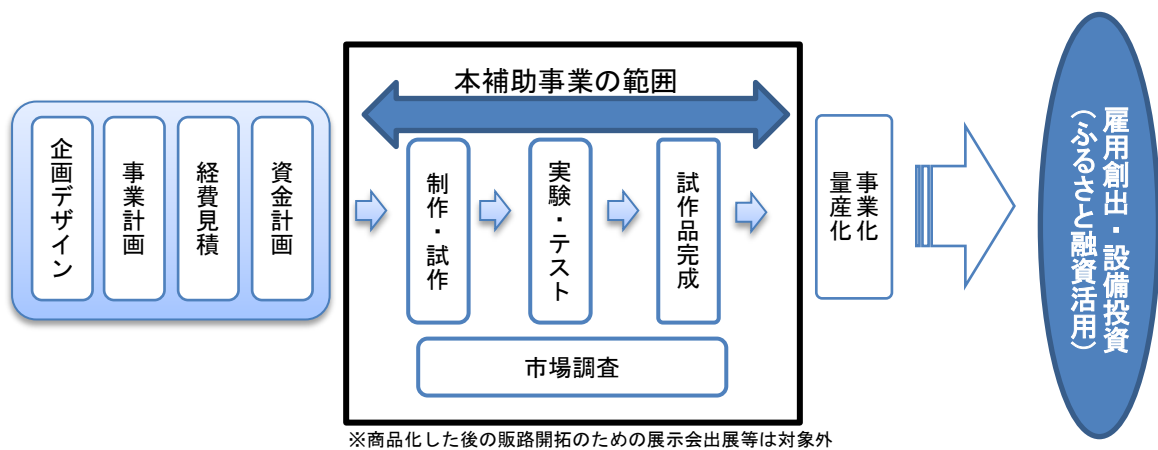 本補助事業の範囲
企画デザイン
事業計画
経費見積
資金計画
制作・試作
実験・テスト
試作品完成
市場調査
事業化
量産化
雇用創出・設備投資
（ふるさと融資活用）
※商品化した後の販路開拓のための展示会出展等は対象外